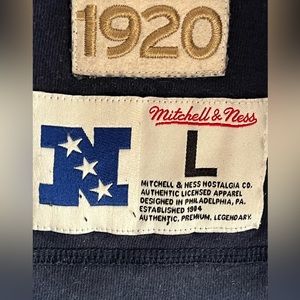 1920
Mitchell & Ness
N
L
MITCHELL & NESS NOSTALGIA CO.
AUTHENTIC LICENSED APPAREL
DESIGNED IN PHILADELPHIA, PA
ESTABLISHED 1904
AUTHENTIC, PREMIUM, LEGENDARY.